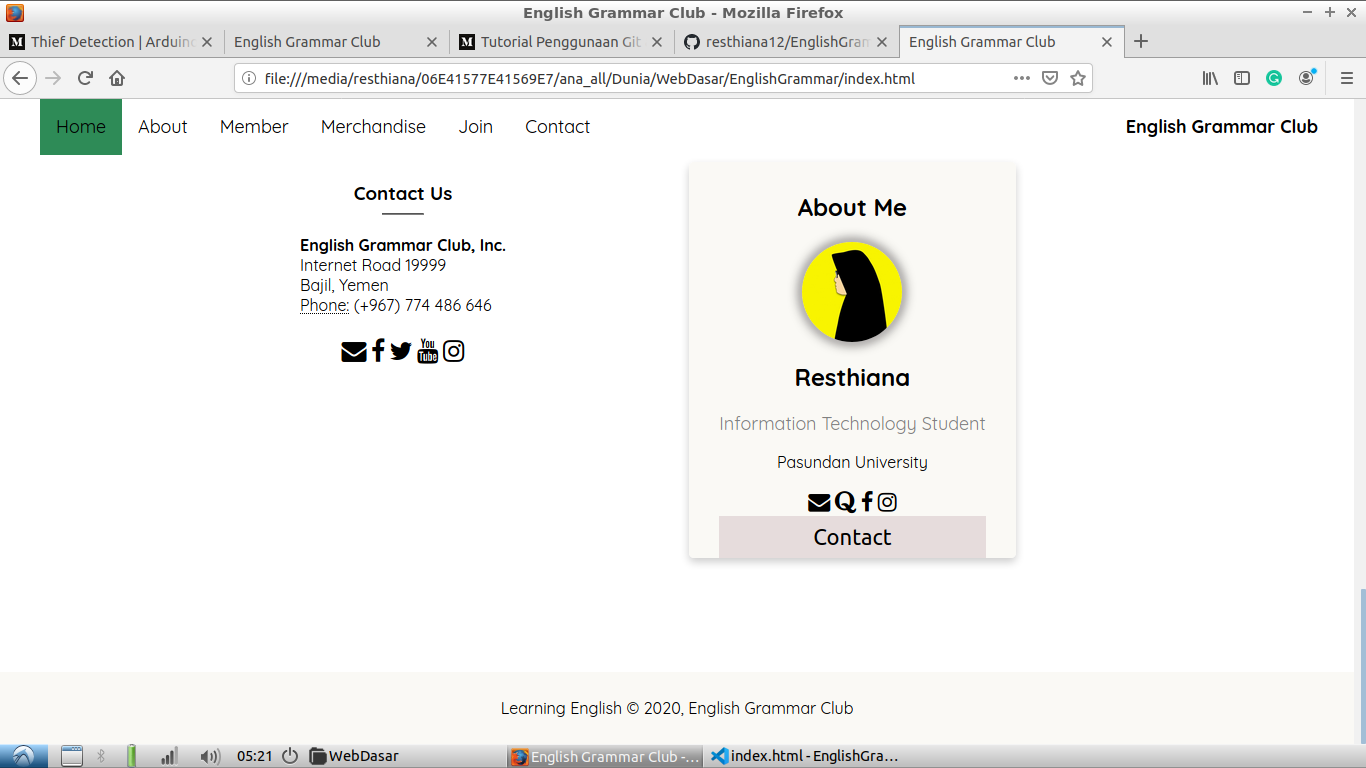 English Grammar Club - Mozilla Firefox
Thief Detection | Arduin
English Grammar Club
Tutorial Penggunaan Git
resthiana12/EnglishGram
English Grammar Club
file:///media/resthiana/06E41577E41569E7/ana_all/Dunia/WebDasar/EnglishGrammar/index.html
Home About Member Merchandise Join Contact English Grammar Club
Contact Us
English Grammar Club, Inc.
Internet Road 19999
Bajil, Yemen
Phone: (+967) 774 486 646
You
Tube
About Me
Resthiana
Information Technology Student
Pasundan University
Contact
Learning English © 2020, English Grammar Club
05:21 WebDasar English Grammar Club -... index.html - EnglishGra...